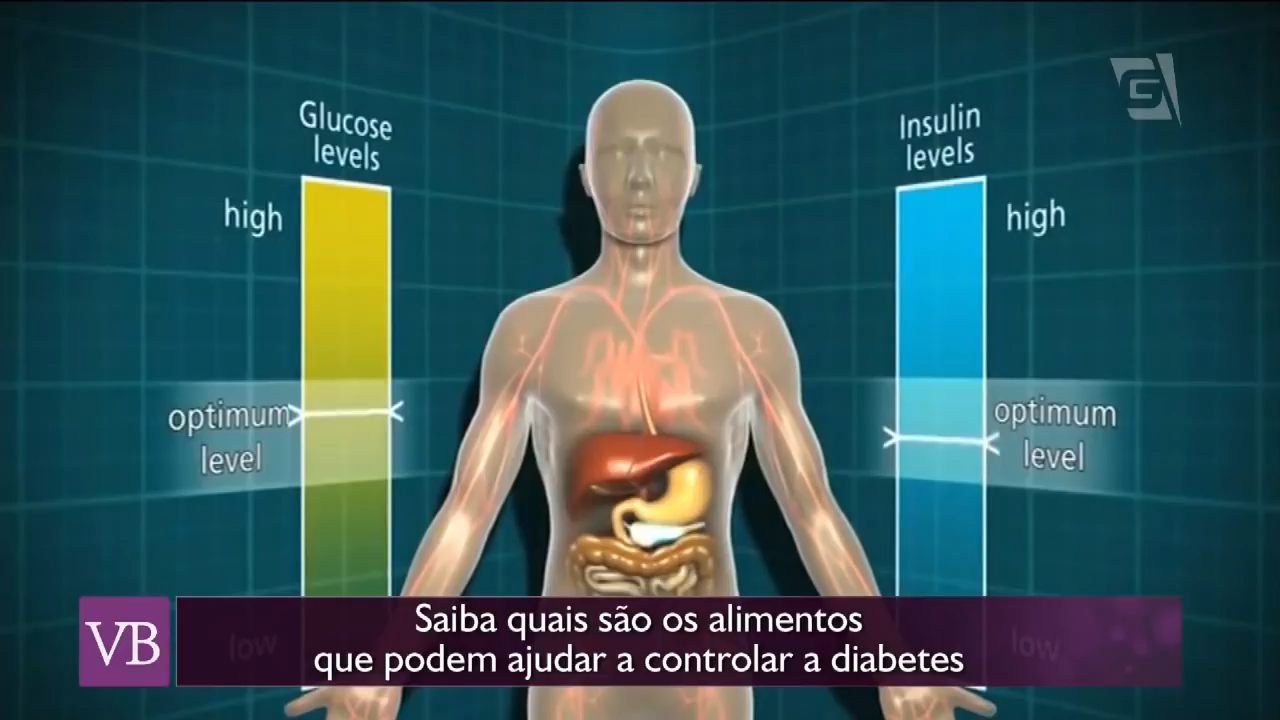 Glucose
levels
Insulin
levels
high
high
optimum
level
optimum
level
low
low
VB
Saiba quais são os alimentos
que podem ajudar a controlar a diabetes